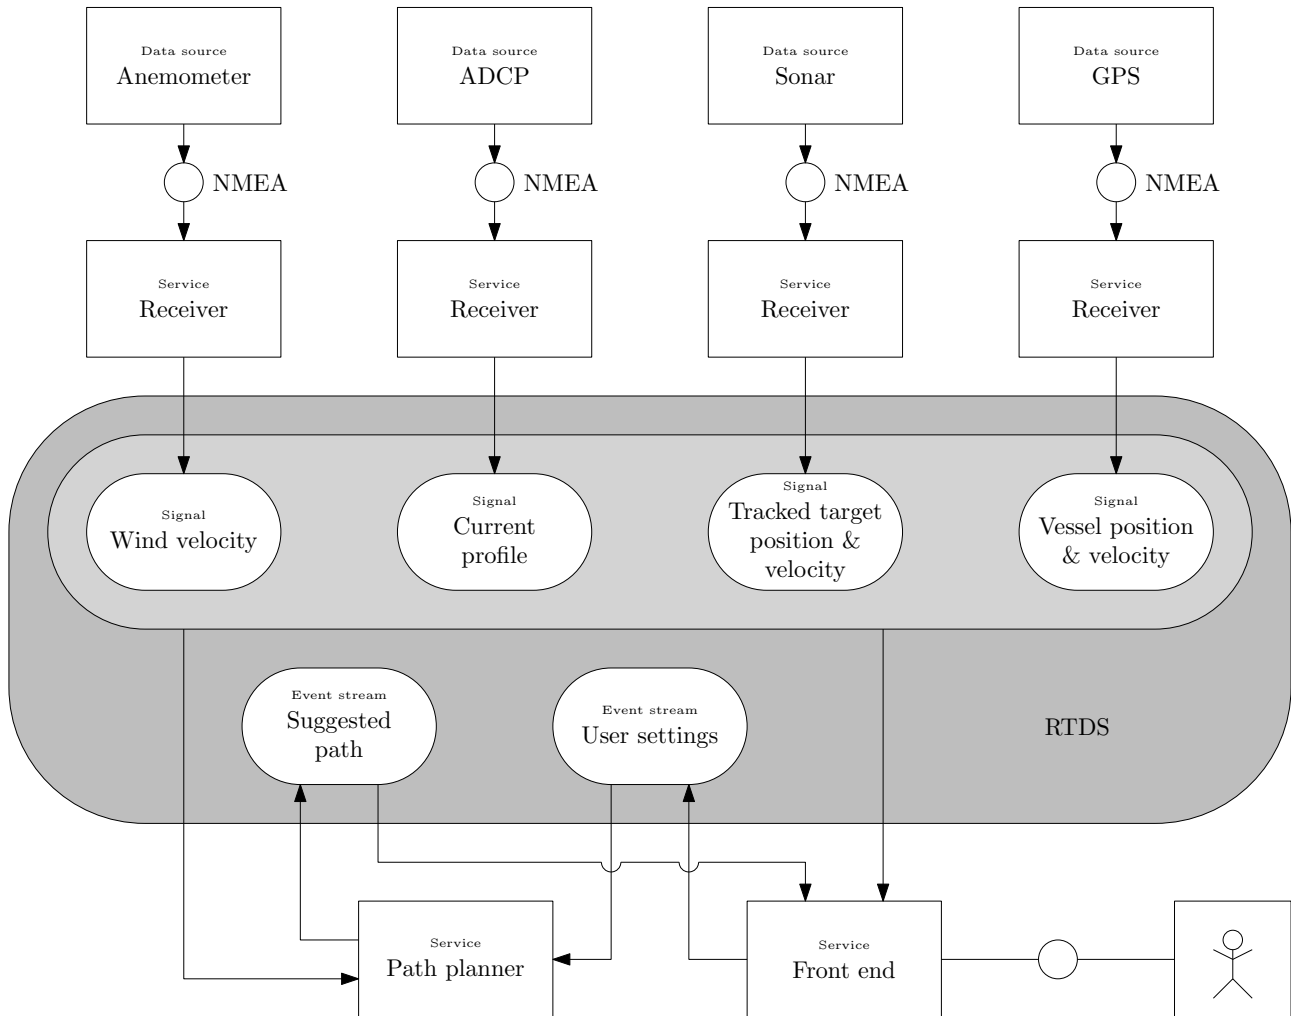 Data source
Anemometer
Data source
ADCP
Data source
Sonar
Data source
GPS
NMEA
NMEA
NMEA
NMEA
Service
Receiver
Service
Receiver
Service
Receiver
Service
Receiver
Signal
Wind velocity
Signal
Current
profile
Signal
Tracked target
position &
velocity
Signal
Vessel position
& velocity
Event stream
Suggested
path
Event stream
User settings
RTDS
Service
Path planner
Service
Front end